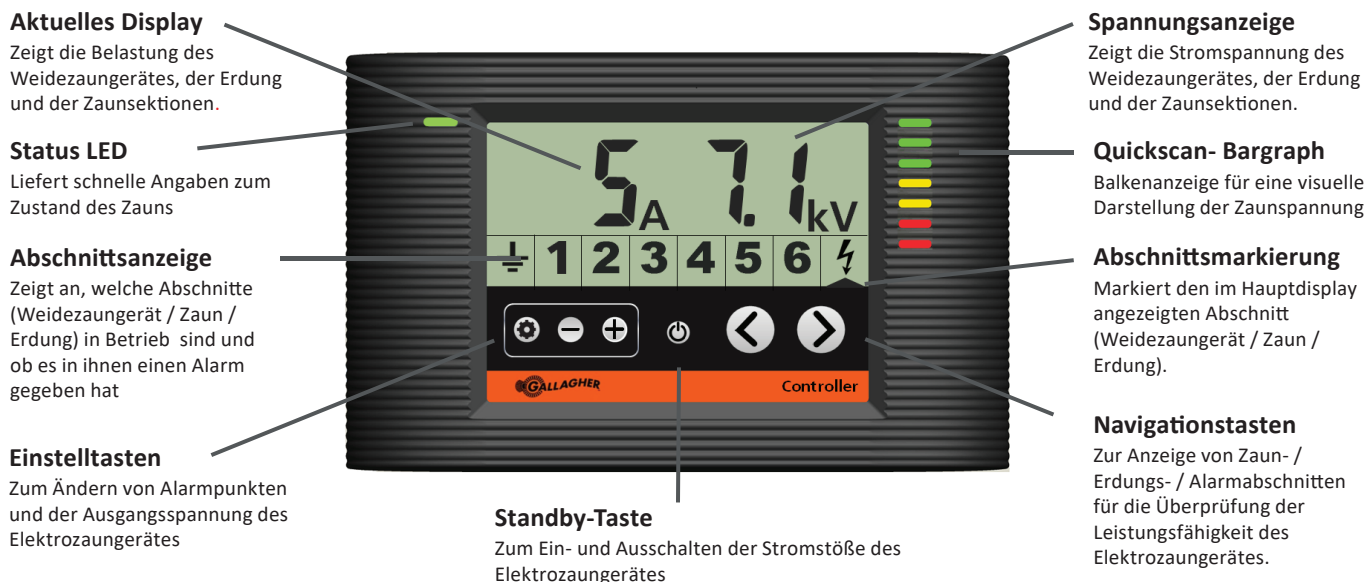 Aktuelles Display
Zeigt die Belastung des
Weidezaungerätes, der Erdung
und der Zaunsektionen.
Status LED
Liefert schnelle Angaben zum
Zustand des Zauns
Abschnittsanzeige
Zeigt an, welche Abschnitte
(Weidezaungerät / Zaun /
Erdung) in Betrieb sind und
ob es in ihnen einen Alarm
gegeben hat
Einstelltasten
Zum Ändern von Alarmpunkten
und der Ausgangsspannung des
Elektrozaungerätes
5A 7.1kV
1 2 3 4 5 6
GALLAGHER Controller
Standby-Taste
Zum Ein- und Ausschalten der Stromstöße des
Elektrozaungerätes
Spannungsanzeige
Zeigt die Stromspannung des
Weidezaungerätes, der Erdung
und der Zaunsektionen.
Quickscan- Bargraph
Balkenanzeige für eine visuelle
Darstellung der Zaunspannung
Abschnittsmarkierung
Markiert den im Hauptdisplay
angezeigten Abschnitt
(Weidezaungerät / Zaun /
Erdung).
Navigationstasten
Zur Anzeige von Zaun- /
Erdungs- / Alarmabschnitten
für die Überprüfung der
Leistungsfähigkeit des
Elektrozaungerätes.